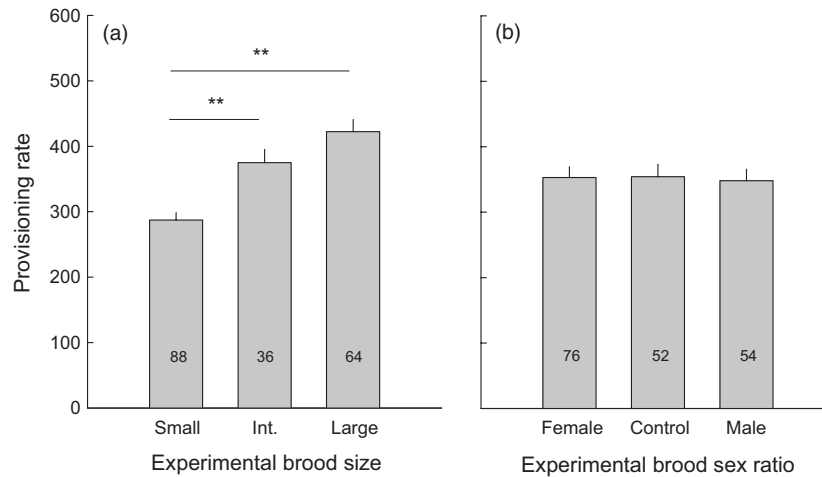 600
500
400
300
200
100
0
Provisioning rate
(a)
**
**
88
36
64
Small Int. Large
Experimental brood size
(b)
76
52
54
Female Control Male
Experimental brood sex ratio